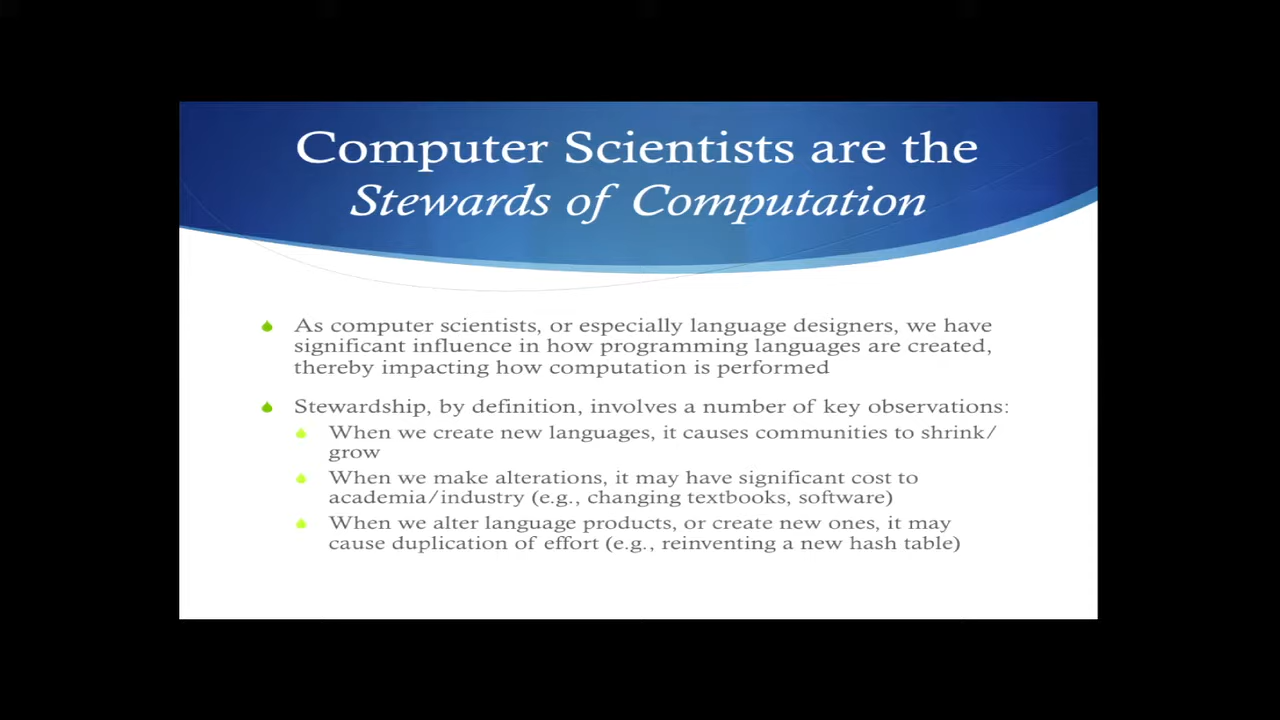 Computer Scientists are the
Stewards of Computation
As computer scientists, or especially language designers, we have
significant influence in how programming languages are created,
thereby impacting how computation is performed
Stewardship, by definition, involves a number of key observations:
When we create new languages, it causes communities to shrink/
grow
When we make alterations, it may have significant cost to
academia/industry (e.g., changing textbooks, software)
When we alter language products, or create new ones, it may
cause duplication of effort (e.g., reinventing a new hash table)